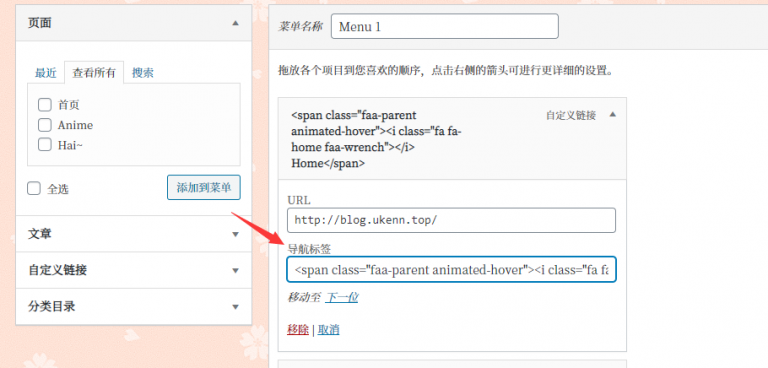 页面
最近 查看所有 搜索
首页
Anime
Hai~
全选 添加到菜单
文章
自定义链接
分类目录
菜单名称 Menu 1
拖放各个项目到您喜欢的顺序，点击右侧的箭头可进行更详细的设置。
<span class="faa-parent
animated-hover"><i class="fa fa-
home faa-wrench"></i>
Home</span>
自定义链接
URL
http://blog.ukenn.top/
导航标签
<span class="faa-parent animated-hover"><i class="fa fa
移动至 下一位
移除 | 取消